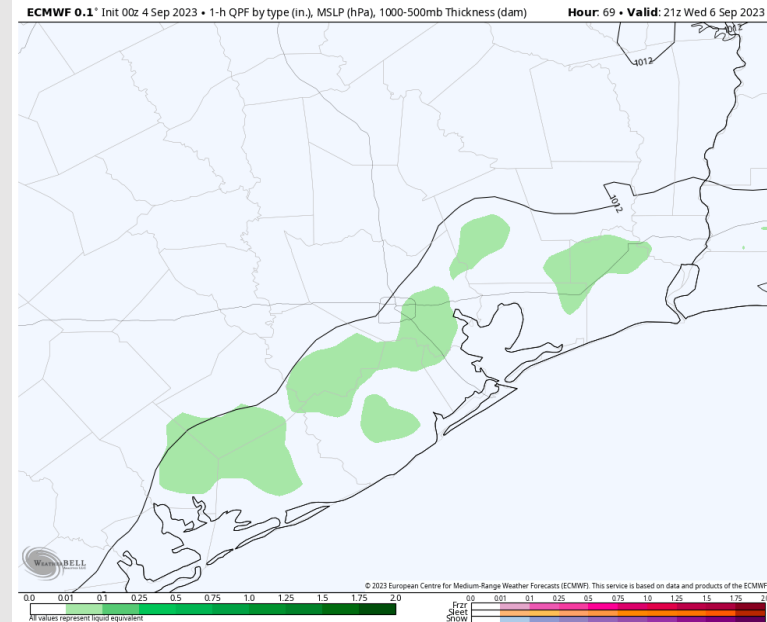 ECMWF 0.1° Init 00z 4 Sep 2023 • 1-h QPF by type (in.), MSLP (hPa), 1000-500mb Thickness (dam) Hour: 69 • Valid: 21z Wed 6 Sep 2023
1012
1012
1012
WEATHERBELL
© 2023 European Centre for Medium-Range Weather Forecasts (ECMWF). This service is based on data and products of the ECMWF
0.0 0.01 0.1 0.25 0.5 0.75 1.0 1.25 1.5 1.75 2.0
All values represent liquid equivalent
0.0 0.01 0.1 0.25 0.5 0.75 1.0 1.25 1.5 1.75 2.
Frzr
Sleet
Snow